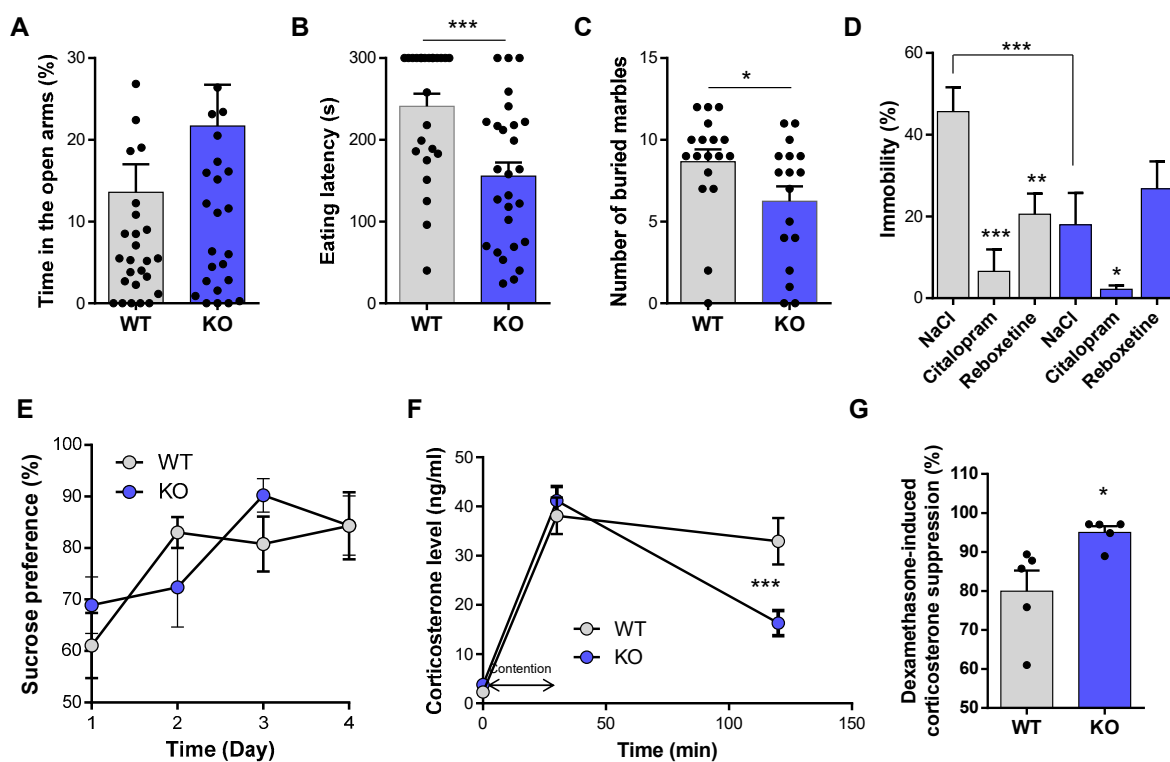 A
Time in the open arms (%)
30
20
10
0
WT
KO
B
***
Eating latency (s)
300
200
100
0
WT
KO
C
*
Number of buried marbles
15
10
5
0
WT
KO
D
***
Immobility (%)
60
40
20
0
***
**
*
NaCl
Citalopram
Reboxetine
NaCl
Citalopram
Reboxetine
E
Sucrose preference (%)
100
90
80
70
60
50
WT
KO
1
2
3
4
Time (Day)
F
Corticosterone level (ng/ml)
50
40
30
20
10
0
***
WT
KO
Contention
0
50
100
150
Time (min)
G
Dexamethasone-induced
corticosterone suppression (%)
110
100
90
80
70
60
50
*
WT
KO